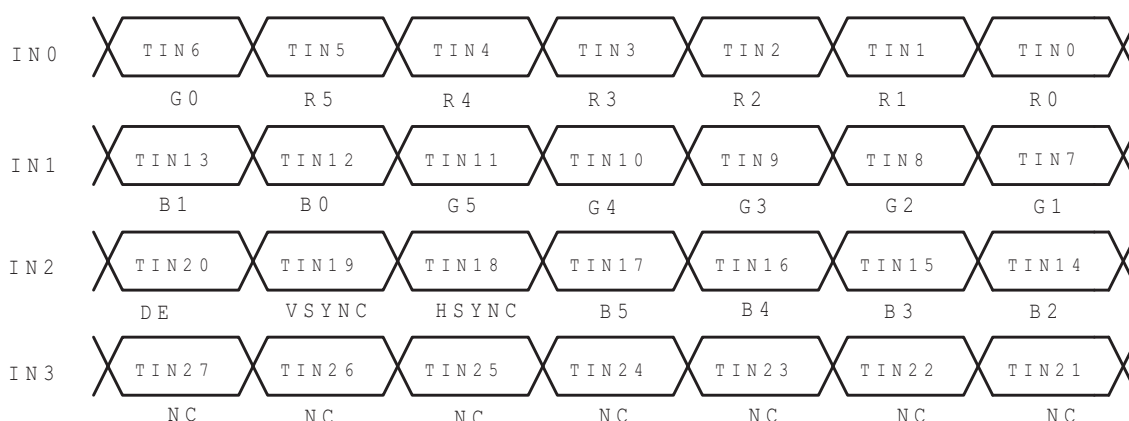 IN0 TIN6 TIN5 TIN4 TIN3 TIN2 TIN1 TIN0
G0 R5 R4 R3 R2 R1 R0
IN1 TIN13 TIN12 TIN11 TIN10 TIN9 TIN8 TIN7
B1 B0 G5 G4 G3 G2 G1
IN2 TIN20 TIN19 TIN18 TIN17 TIN16 TIN15 TIN14
DE VSYNC HSYNC B5 B4 B3 B2
IN3 TIN27 TIN26 TIN25 TIN24 TIN23 TIN22 TIN21
NC NC NC NC NC NC NC